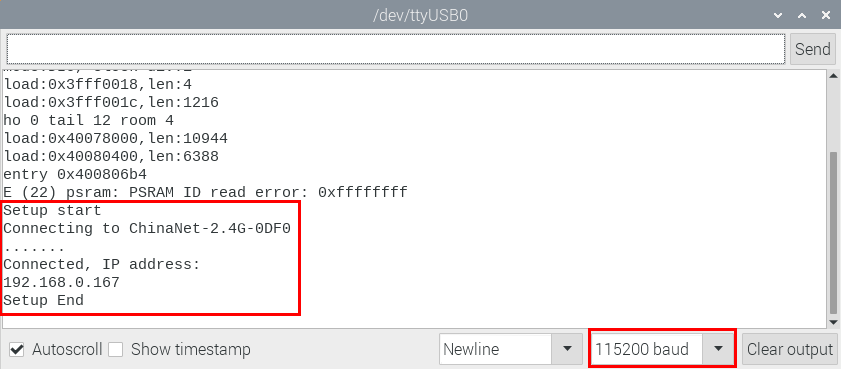 /dev/ttyUSB0
Send
load:0x3fff0018,len:4
load:0x3fff001c,len:1216
ho 0 tail 12 room 4
load:0x40078000,len:10944
load:0x40080400,len:6388
entry 0x400806b4
E (22) psram: PSRAM ID read error: 0xffffffff
Setup start
Connecting to ChinaNet-2.4G-0DF0
.......
Connected, IP address:
192.168.0.167
Setup End
Autoscroll Show timestamp Newline 115200 baud Clear output